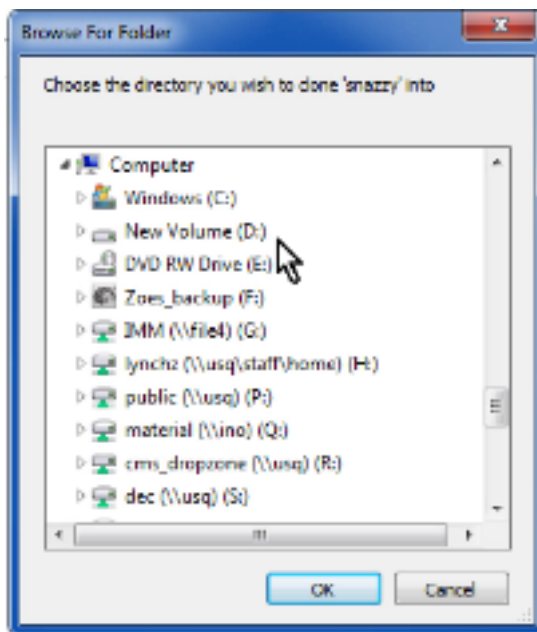 Browse For Folder
Choose the directory you wish to clone 'snazzy' into
Computer
Windows (C:)
New Volume (D:)
DVD RW Drive (E:)
Zoes_backup (F:)
IMM (\\file4) (G:)
lynchz (\\usq\staff\home) (H:)
public (\\usq) (P:)
material (\\ino) (Q:)
cms_dropzone (\\usq) (R:)
dec (\\usq) (S:)
OK Cancel